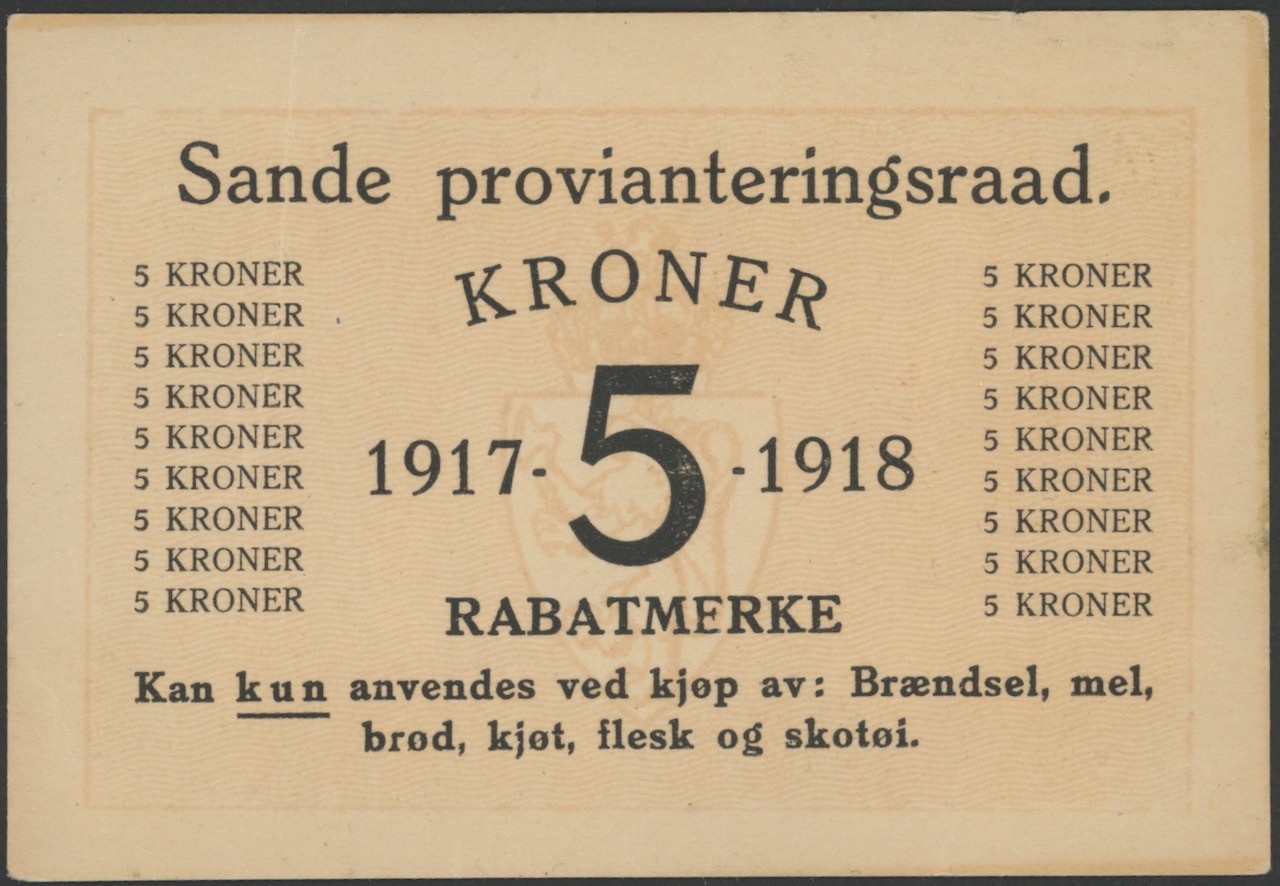 Sande provianteringsraad.
KRONER
5 KRONER 5 KRONER
5 KRONER 5 KRONER
5 KRONER 5 KRONER
5 KRONER 5 KRONER
5 KRONER 5 KRONER
5 KRONER 5 KRONER
5 KRONER 5 KRONER
5 KRONER 5 KRONER
5 KRONER 5 KRONER
1917- 5 -1918
RABATMERKE
Kan kun anvendes ved kjøp av: Brændsel, mel,
brød, kjøt, flesk og skotøi.